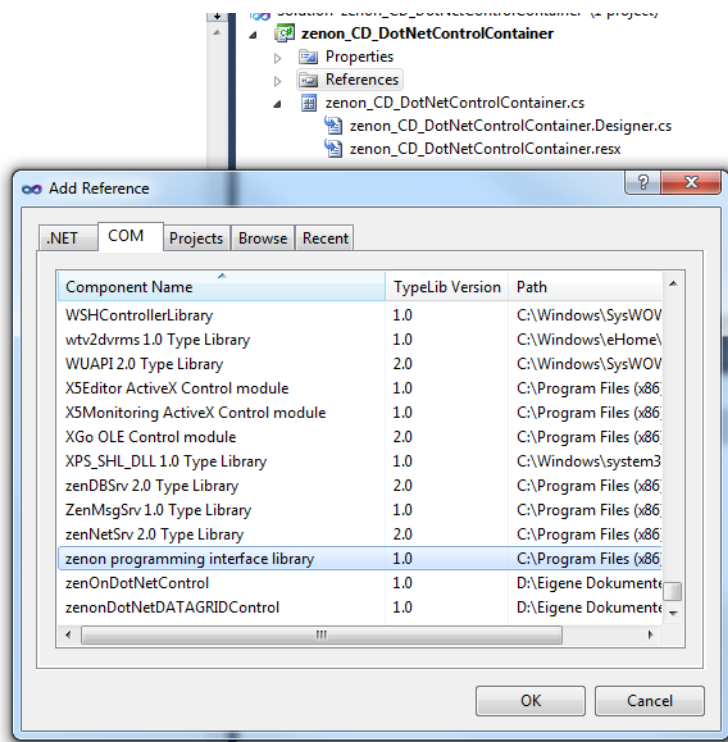 Solution 'zenon_CD_DotNetControlContainer' (1 project)
zenon_CD_DotNetControlContainer
Properties
References
zenon_CD_DotNetControlContainer.cs
zenon_CD_DotNetControlContainer.Designer.cs
zenon_CD_DotNetControlContainer.resx
Add Reference
.NET COM Projects Browse Recent
Component Name TypeLib Version Path
WSHControllerLibrary 1.0 C:\Windows\SysWOW
wtv2dvrms 1.0 Type Library 1.0 C:\Windows\eHome\
WUAPI 2.0 Type Library 2.0 C:\Windows\SysWOW
X5Editor ActiveX Control module 1.0 C:\Program Files (x86)
X5Monitoring ActiveX Control module 1.0 C:\Program Files (x86)
XGo OLE Control module 2.0 C:\Program Files (x86)
XPS_SHL_DLL 1.0 Type Library 1.0 C:\Windows\system3
zenDBSrv 2.0 Type Library 2.0 C:\Program Files (x86)
ZenMsgSrv 1.0 Type Library 1.0 C:\Program Files (x86)
zenNetSrv 2.0 Type Library 2.0 C:\Program Files (x86)
zenon programming interface library 1.0 C:\Program Files (x86)
zenOnDotNetControl 1.0 D:\Eigene Dokumente
zenonDotNetDATAGRIDControl 1.0 D:\Eigene Dokumente
OK Cancel